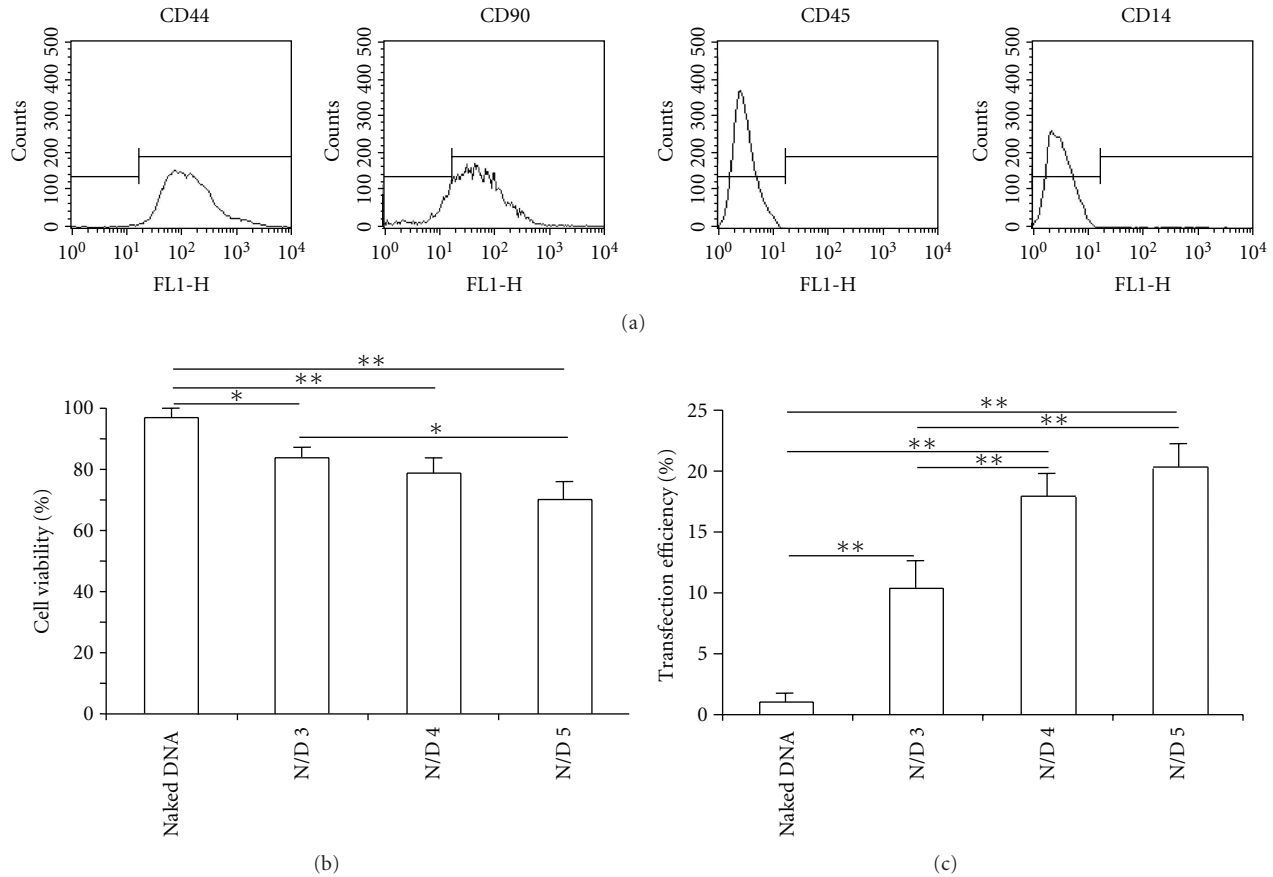 CD44
CD90
CD45
CD14
Counts
0 100 200 300 400 500
10^0 10^1 10^2 10^3 10^4
FL1-H
Counts
0 100 200 300 400 500
10^0 10^1 10^2 10^3 10^4
FL1-H
Counts
0 100 200 300 400 500
10^0 10^1 10^2 10^3 10^4
FL1-H
Counts
0 100 200 300 400 500
10^0 10^1 10^2 10^3 10^4
FL1-H
(a)
**
**
*
*
100
80
60
40
20
0
Cell viability (%)
Naked DNA
N/D 3
N/D 4
N/D 5
(b)
**
**
**
**
**
25
20
15
10
5
0
Transfection efficiency (%)
Naked DNA
N/D 3
N/D 4
N/D 5
(c)